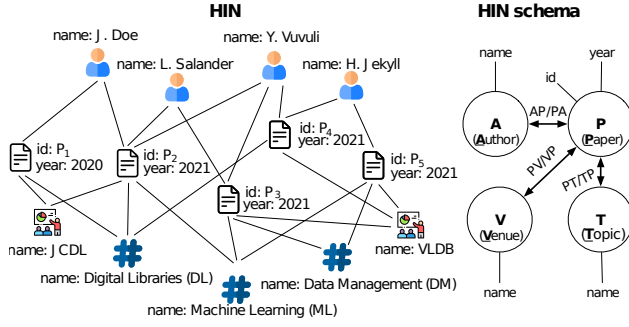 HIN
HIN schema
name: J. Doe
name: L. Salander
name: Y. Vuvuli
name: H. Jekyll
id: P1
year: 2020
id: P2
year: 2021
id: P3
year: 2021
P4
year: 2021
id: P5
year: 2021
name: JCDL
name: VLDB
name: Digital Libraries (DL)
name: Data Management (DM)
name: Machine Learning (ML)
name
year
id
A
(Author)
AP/PA
P
(Paper)
PV/VP
PT/TP
V
(Venue)
T
(Topic)
name
name